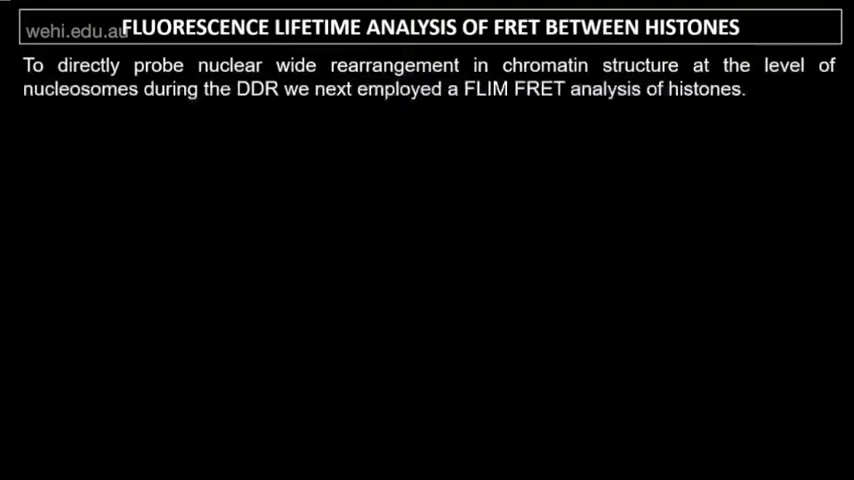 wehi.edu.au
FLUORESCENCE LIFETIME ANALYSIS OF FRET BETWEEN HISTONES
To directly probe nuclear wide rearrangement in chromatin structure at the level of
nucleosomes during the DDR we next employed a FLIM FRET analysis of histones.